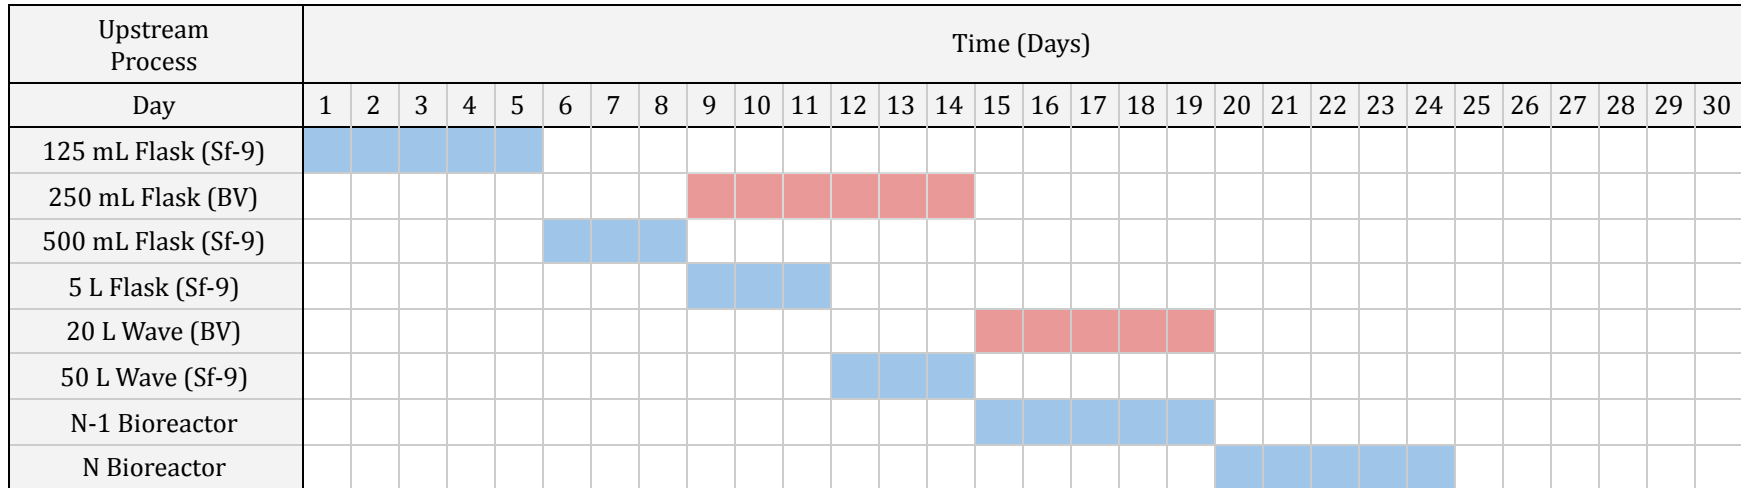 Upstream
Process
Time (Days)
Day 1 2 3 4 5 6 7 8 9 10 11 12 13 14 15 16 17 18 19 20 21 22 23 24 25 26 27 28 29 30
125 mL Flask (Sf-9)
250 mL Flask (BV)
500 mL Flask (Sf-9)
5 L Flask (Sf-9)
20 L Wave (BV)
50 L Wave (Sf-9)
N-1 Bioreactor
N Bioreactor